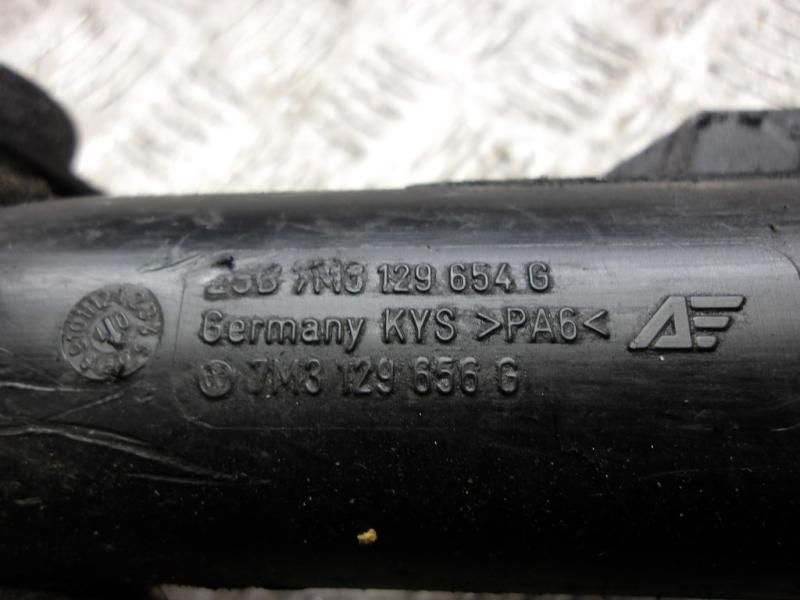 7M3 129 654 G
Germany KYS >PA6<
7M3 129 656 G